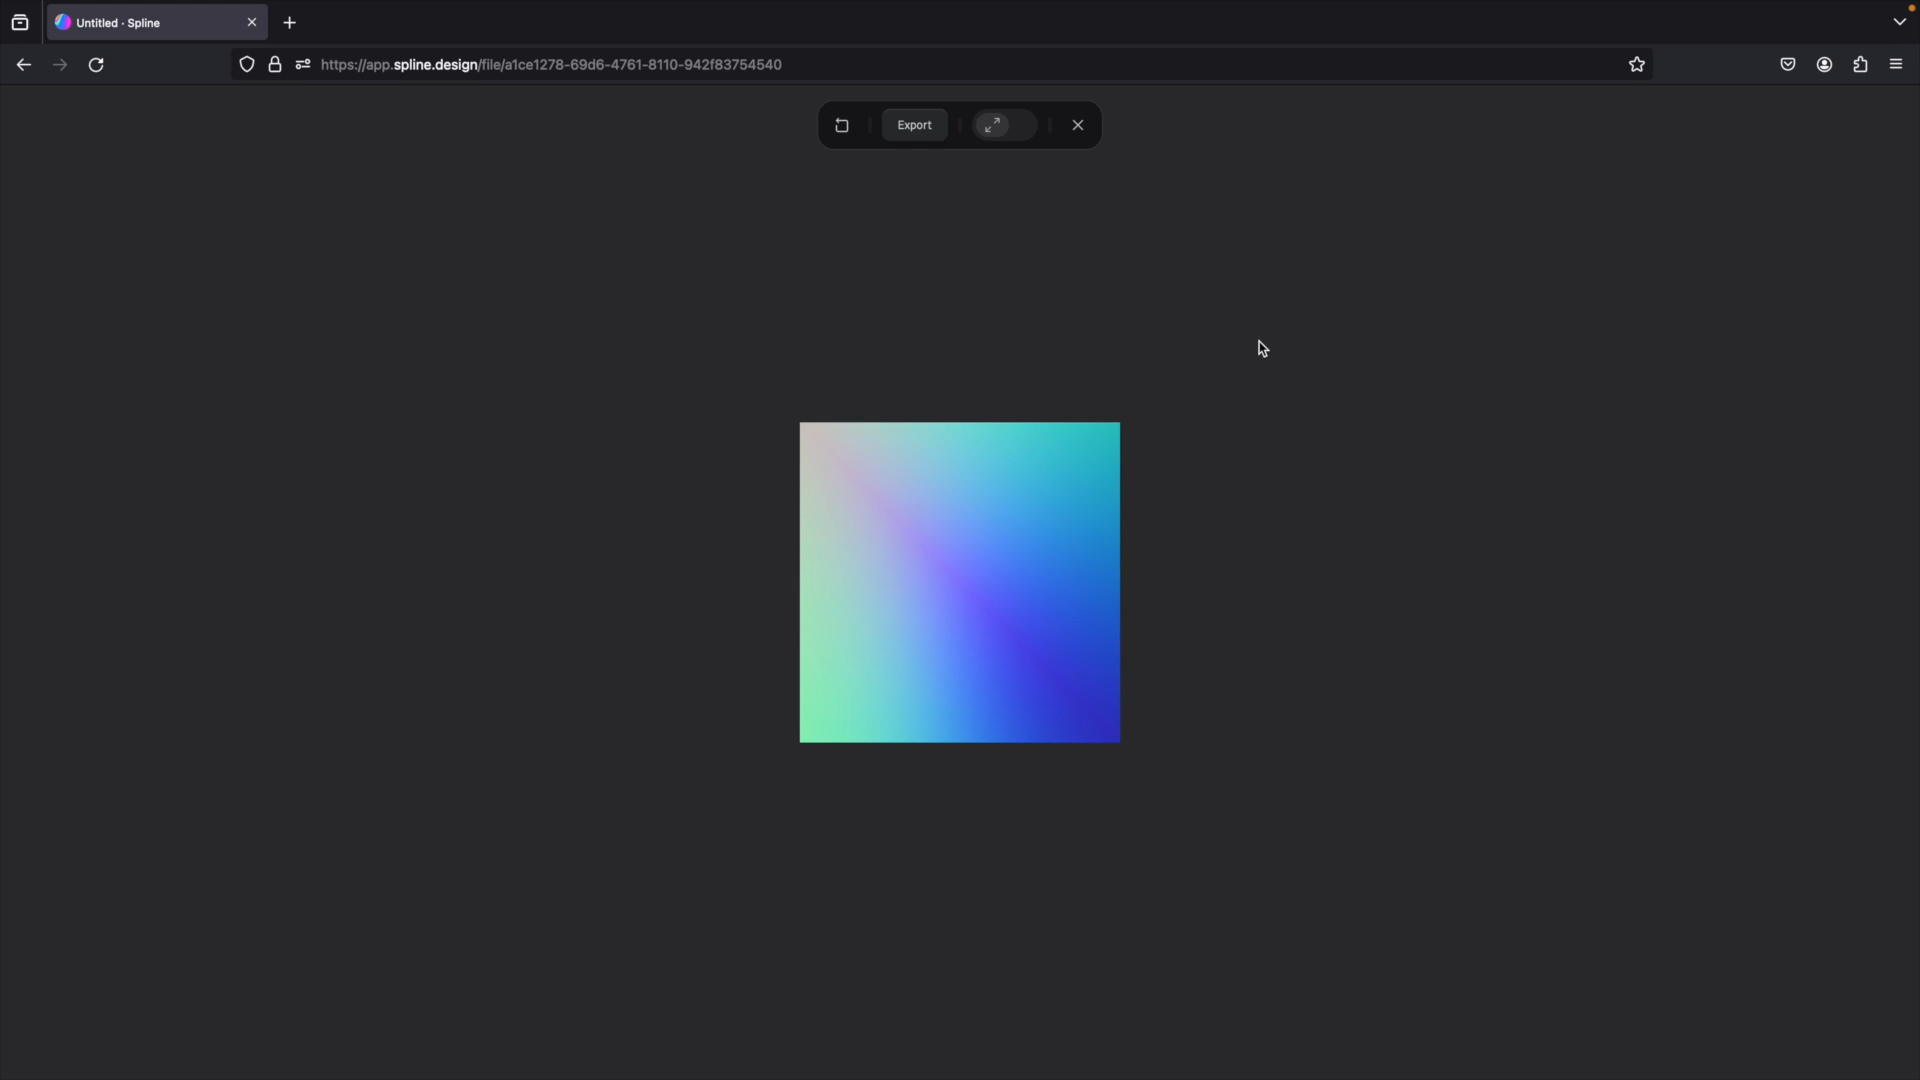 Untitled · Spline
https://app.spline.design/file/a1ce1278-69d6-4761-8110-942f83754540
Export